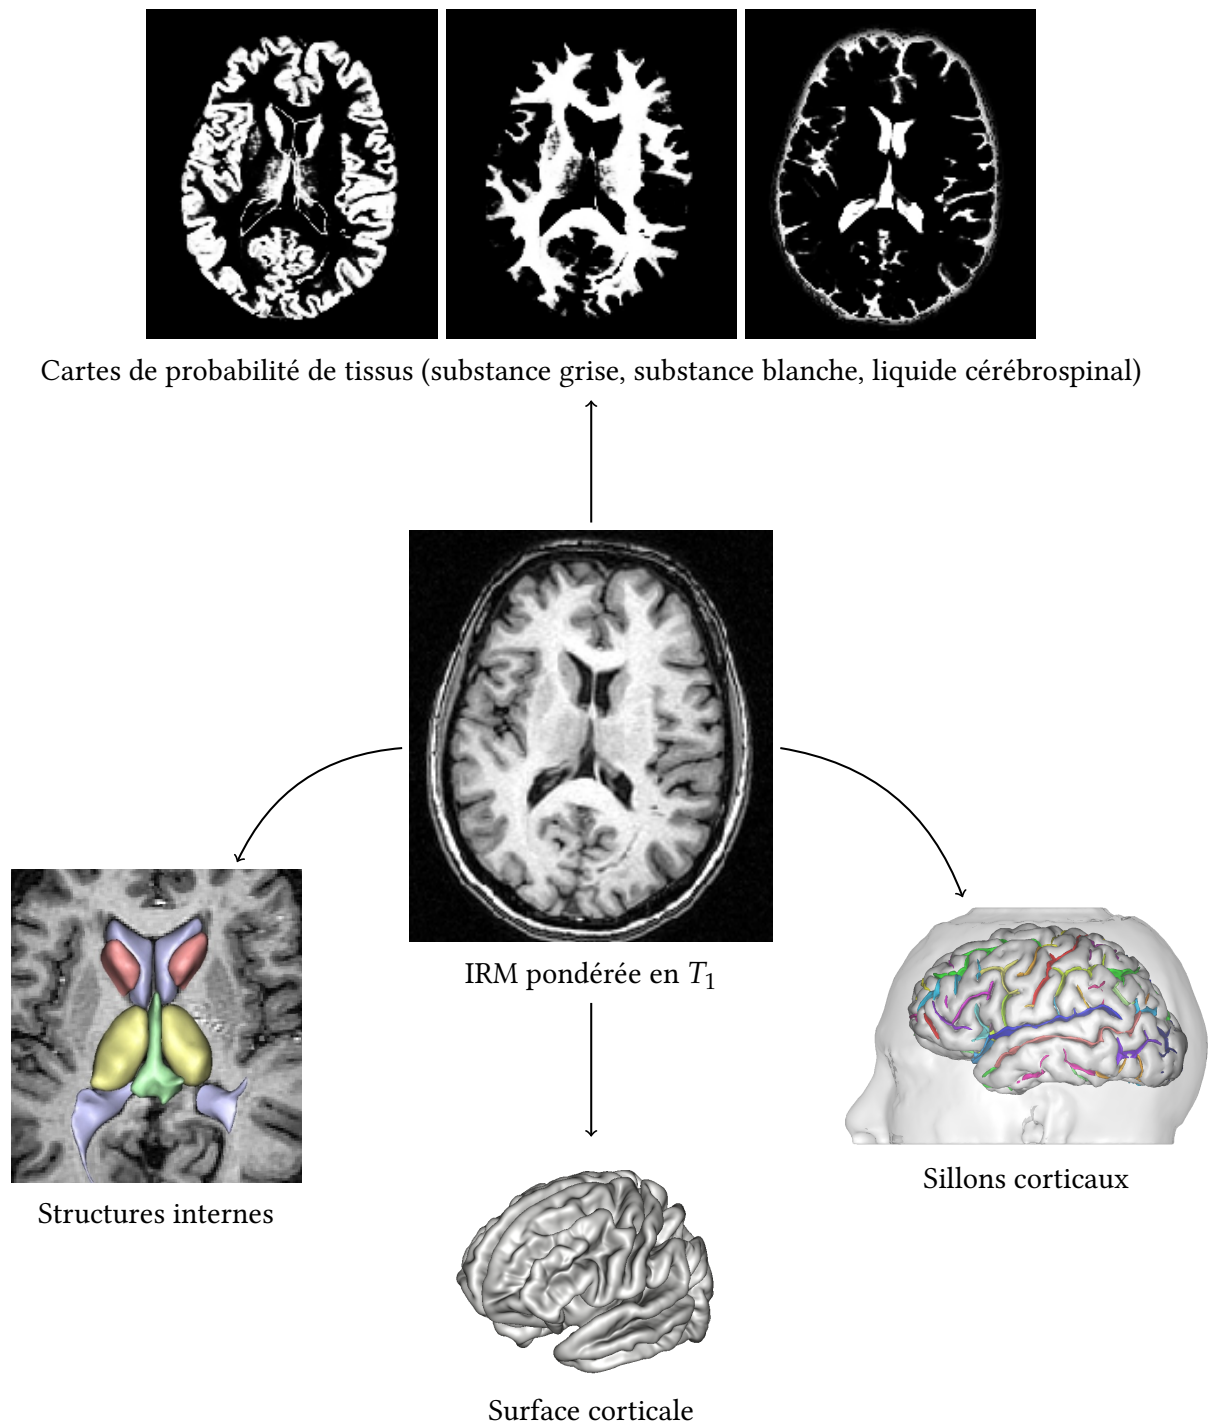 Cartes de probabilité de tissus (substance grise, substance blanche, liquide cérébrospinal)
IRM pondérée en T1
Sillons corticaux
Structures internes
Surface corticale